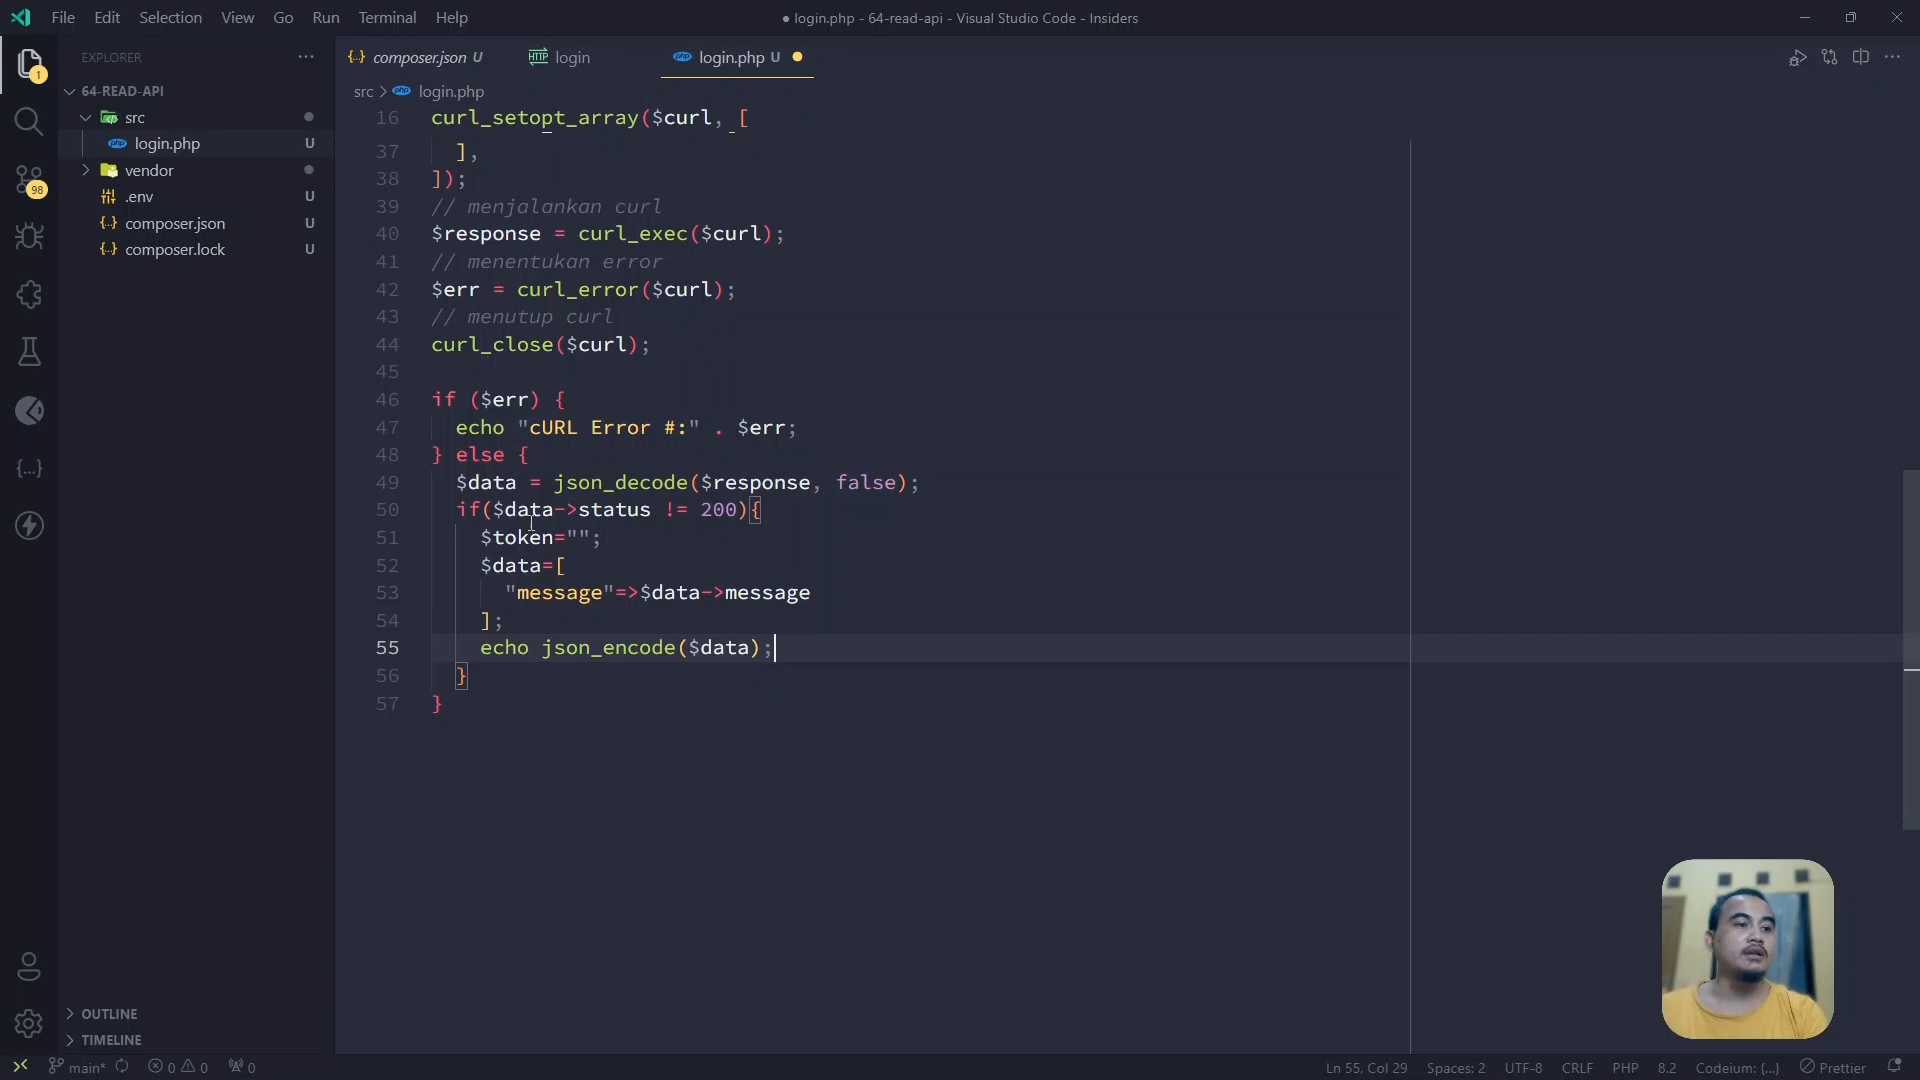 File Edit Selection View Go Run Terminal Help
● login.php - 64-read-api - Visual Studio Code - Insiders
EXPLORER
64-READ-API
src
login.php U
vendor
.env U
composer.json U
composer.lock U
OUTLINE
TIMELINE
1
98
composer.json U
login
login.php U
src > login.php
16 curl_setopt_array($curl, [
37 ],
38 ]);
39 // menjalankan curl
40 $response = curl_exec($curl);
41 // menentukan error
42 $err = curl_error($curl);
43 // menutup curl
44 curl_close($curl);
45
46 if ($err) {
47 echo "cURL Error #:" . $err;
48 } else {
49 $data = json_decode($response, false);
50 if($data->status != 200){
51 $token="";
52 $data=[
53 "message"=>$data->message
54 ];
55 echo json_encode($data);
56 }
57 }
main* 0 0 0
Ln 55, Col 29 Spaces: 2 UTF-8 CRLF PHP 8.2 Codeium: {...} Prettier